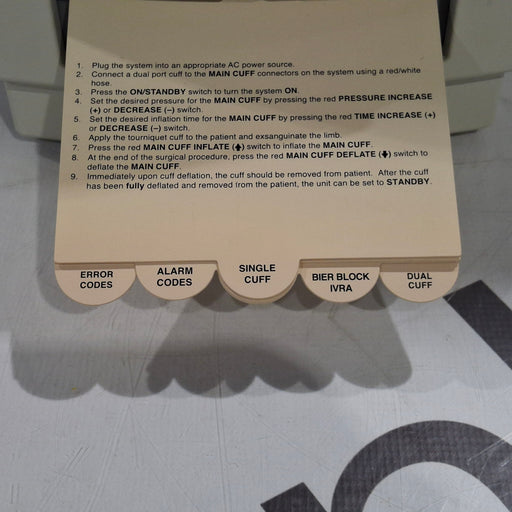 1. Plug the system into an appropriate AC power source.
2. Connect a dual port cuff to the MAIN CUFF connectors on the system using a red/white
hose.
3. Press the ON/STANDBY switch to turn the system ON.
4. Set the desired pressure for the MAIN CUFF by pressing the red PRESSURE INCREASE
(+) or DECREASE (–) switch.
5. Set the desired inflation time for the MAIN CUFF by pressing the red TIME INCREASE (+)
or DECREASE (–) switch.
6. Apply the tourniquet cuff to the patient and exsanguinate the limb.
7. Press the red MAIN CUFF INFLATE (⬆) switch to inflate the MAIN CUFF.
8. At the end of the surgical procedure, press the red MAIN CUFF DEFLATE (⬇) switch to
deflate the MAIN CUFF.
9. Immediately upon cuff deflation, the cuff should be removed from patient. After the cuff
has been fully deflated and removed from the patient, the unit can be set to STANDBY.
ERROR
CODES
ALARM
CODES
SINGLE
CUFF
BIER BLOCK
IVRA
DUAL
CUFF